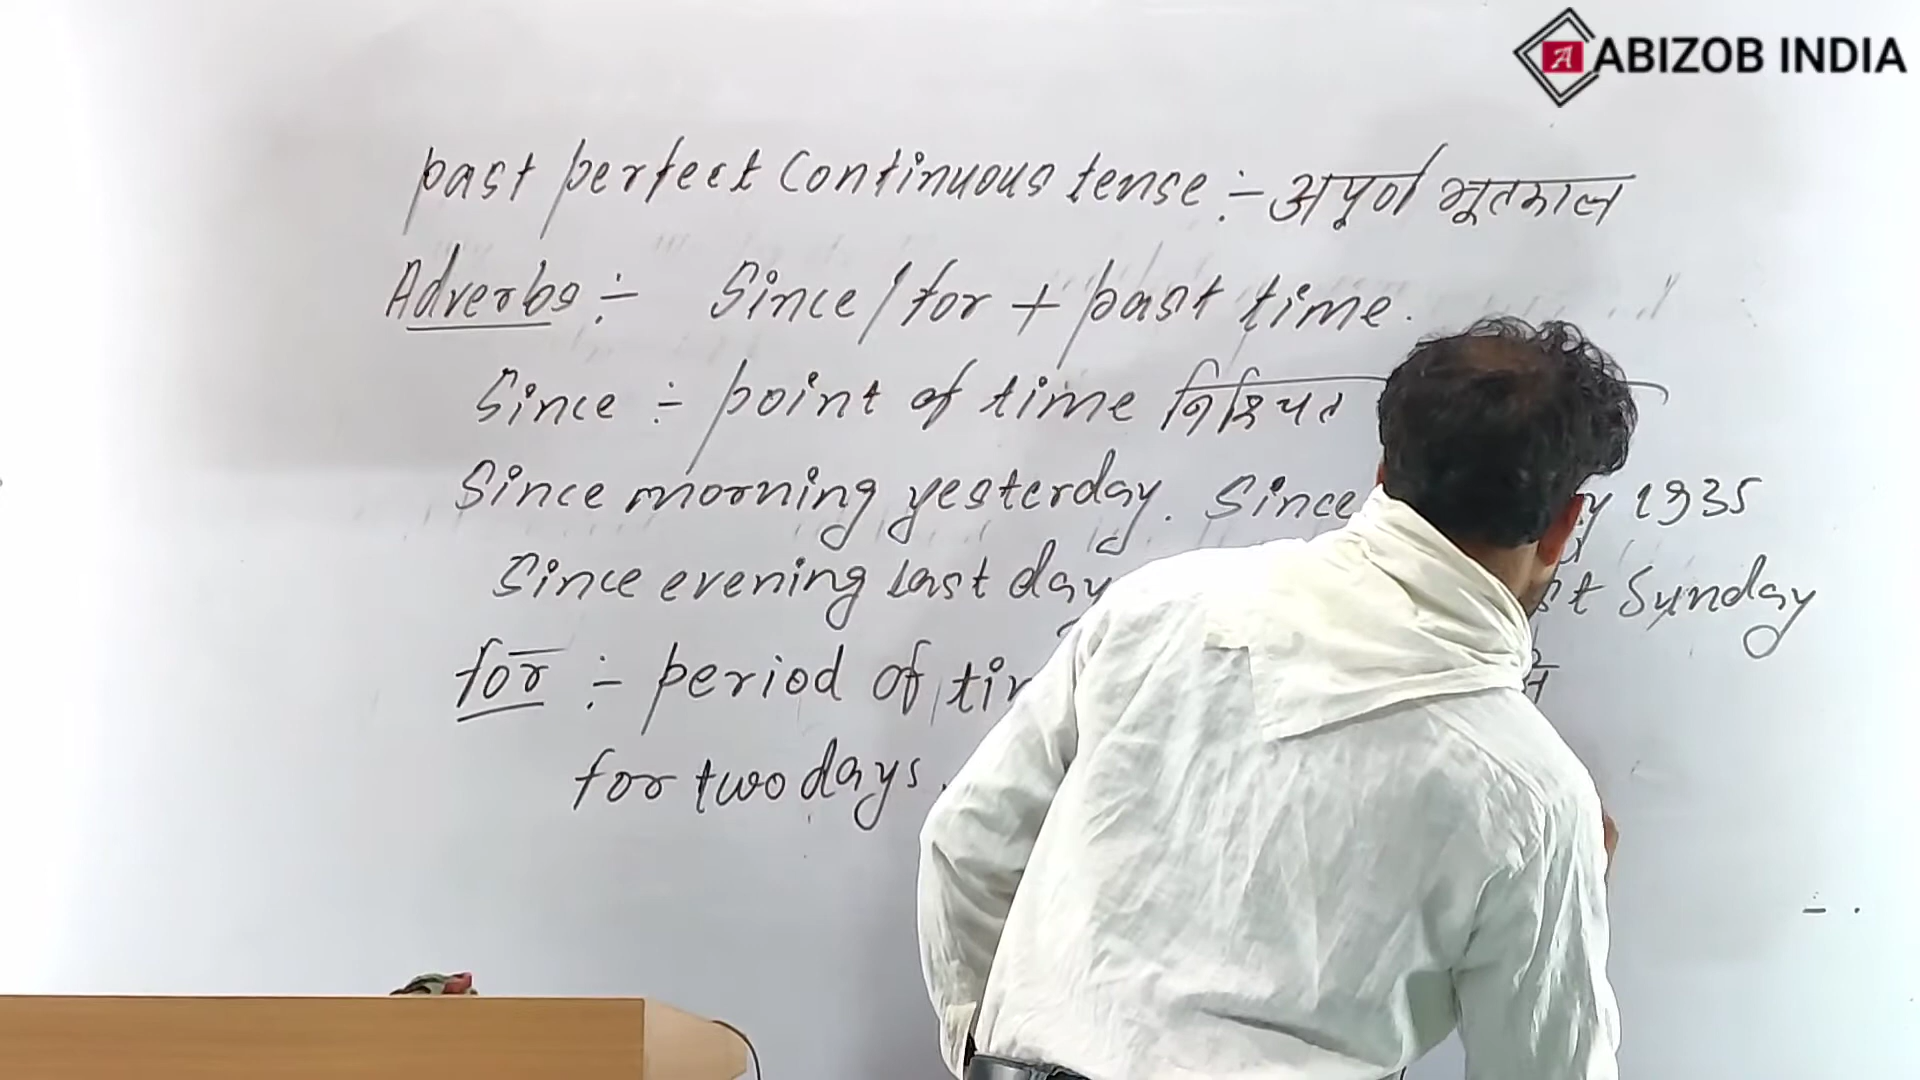 ABIZOB INDIA
past perfect Continuous tense :- अपूर्ण भूतकाल
Adverbs :- Since / for + past time.
Since :- point of time निश्चित
Since morning yesterday. Since 1935
Since evening last day Sunday
for :- period of
for two days.